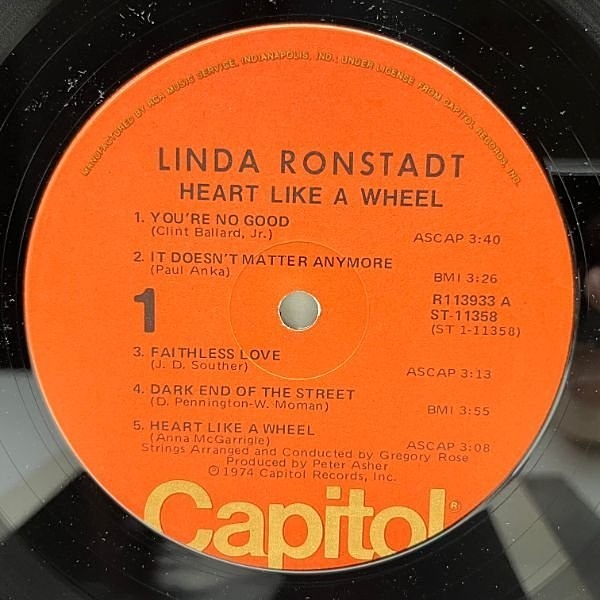 MANUFACTURED BY RCA MUSIC SERVICE, INDIANAPOLIS, IND.: UNDER LICENSE FROM CAPITOL RECORDS, INC.
LINDA RONSTADT
HEART LIKE A WHEEL
1. YOU'RE NO GOOD
(Clint Ballard, Jr.) ASCAP 3:40
2. IT DOESN'T MATTER ANYMORE
(Paul Anka) BMI 3:26
1
R113933 A
ST-11358
(ST 1-11358)
3. FAITHLESS LOVE
(J. D. Souther) ASCAP 3:13
4. DARK END OF THE STREET
(D. Pennington-W. Moman) BMI 3:55
5. HEART LIKE A WHEEL
(Anna McGarrigle) ASCAP 3:08
Strings Arranged and Conducted by Gregory Rose
Produced by Peter Asher
Ⓟ1974 Capitol Records, Inc.
Capitol®